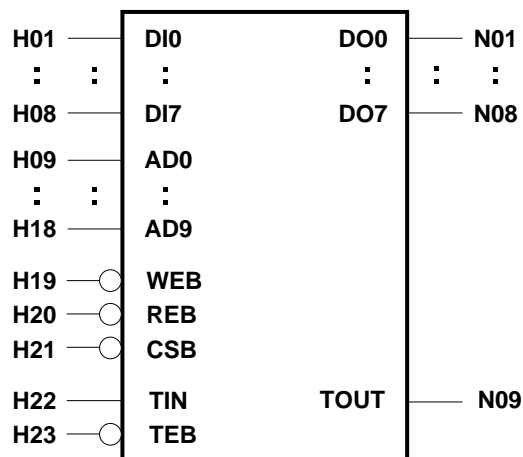 H01 DI0 DO0 N01
: : : : : :
H08 DI7 DO7 N08
H09 AD0
: : :
H18 AD9
H19 WEB
H20 REB
H21 CSB
H22 TIN TOUT N09
H23 TEB